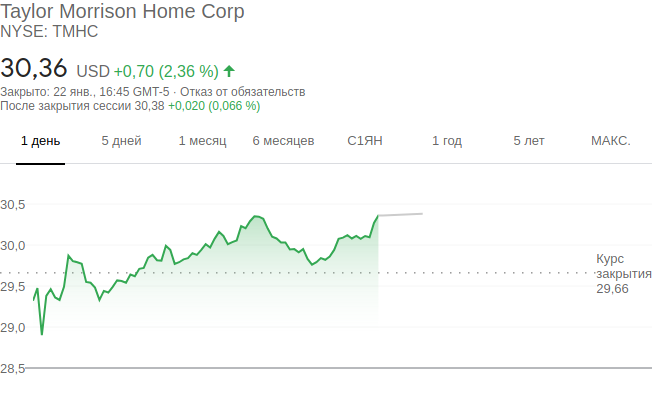 Taylor Morrison Home Corp
NYSE: TMHC
30,36 USD +0,70 (2,36 %)
Закрыто: 22 янв., 16:45 GMT-5 · Отказ от обязательств
После закрытия сессии 30,38 +0,020 (0,066 %)
1 день 5 дней 1 месяц 6 месяцев С1ЯН 1 год 5 лет МАКС.
30,5
30,0
Курс
закрытия
29,5
29,66
29,0
28,5